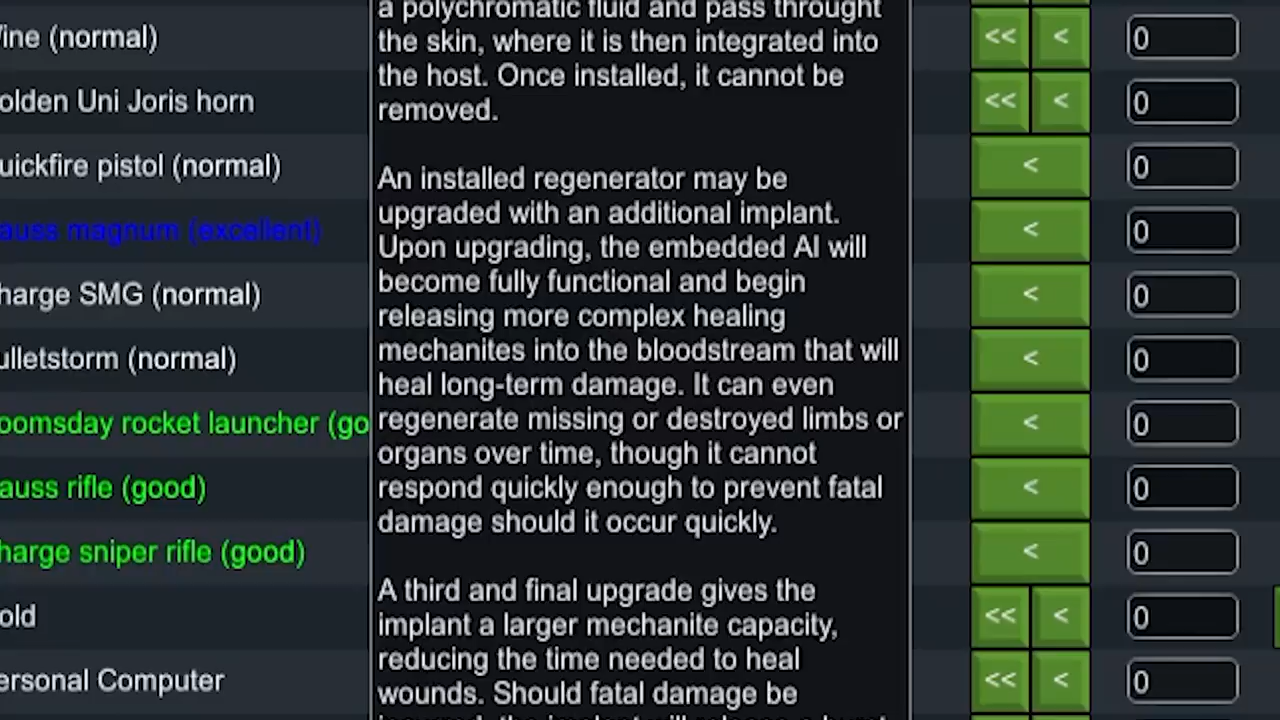 ine (normal)
olden Uni Joris horn
uickfire pistol (normal)
auss magnum (excellent)
harge SMG (normal)
ulletstorm (normal)
oomsday rocket launcher (go
auss rifle (good)
harge sniper rifle (good)
old
ersonal Computer
a polychromatic fluid and pass throught
the skin, where it is then integrated into
the host. Once installed, it cannot be
removed.
An installed regenerator may be
upgraded with an additional implant.
Upon upgrading, the embedded AI will
become fully functional and begin
releasing more complex healing
mechanites into the bloodstream that will
heal long-term damage. It can even
regenerate missing or destroyed limbs or
organs over time, though it cannot
respond quickly enough to prevent fatal
damage should it occur quickly.
A third and final upgrade gives the
implant a larger mechanite capacity,
reducing the time needed to heal
wounds. Should fatal damage be
<< < 0
<< < 0
< 0
< 0
< 0
< 0
< 0
< 0
< 0
<< < 0
<< < 0